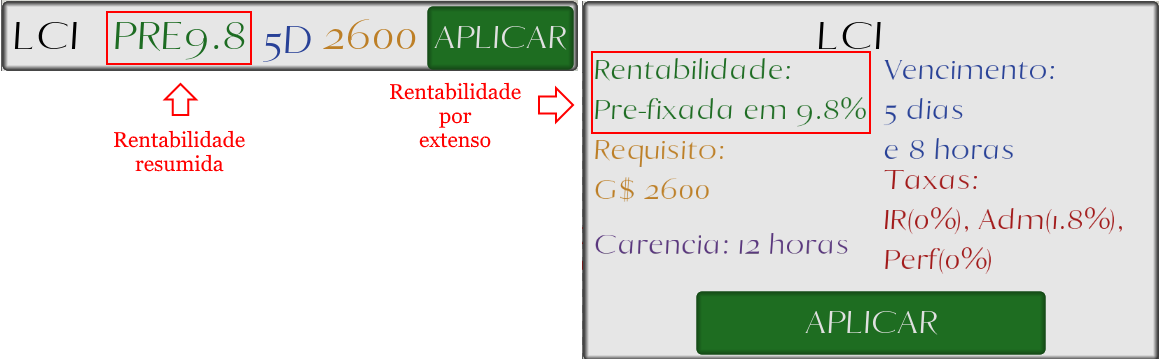 LCI PRE9.8 5D 2600 APLICAR
Rentabilidade
resumida
Rentabilidade
por
extenso
LCI
Rentabilidade:
Pre-fixada em 9.8%
Requisito:
G$ 2600
Carencia: 12 horas
Vencimento:
5 dias
e 8 horas
Taxas:
IR(0%), Adm(1.8%),
Perf(0%)
APLICAR